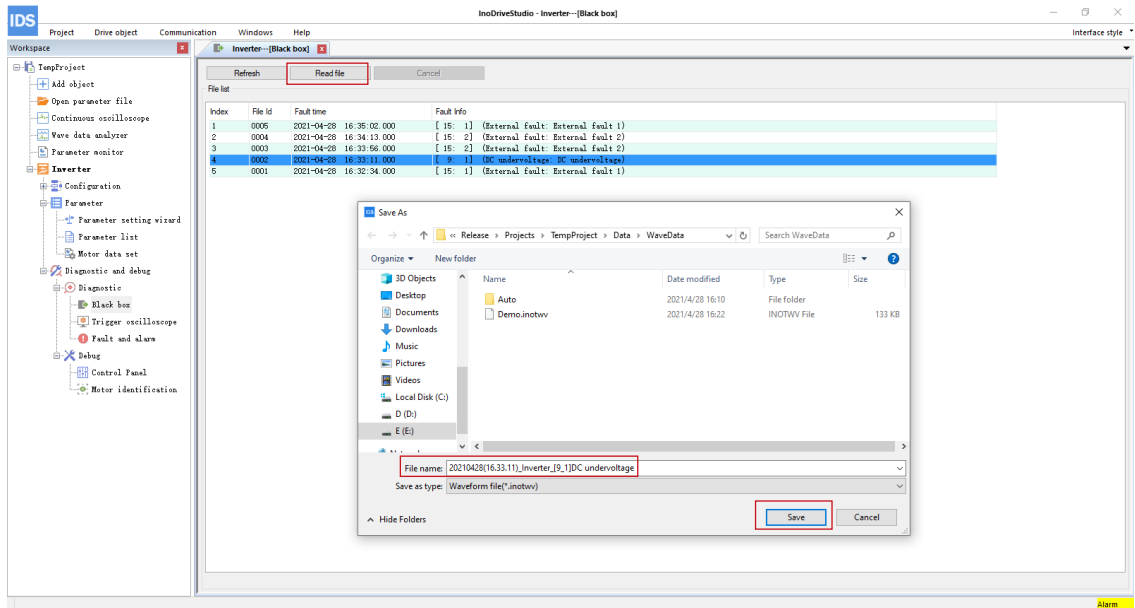 InoDriveStudio - Inverter---[Black box]
IDS
Project Drive object Communication Windows Help Interface style
Workspace
Inverter---[Black box]
TempProject
Add object
Open parameter file
Continuous oscilloscope
Wave data analyzer
Parameter monitor
Inverter
Configuration
Parameter
Parameter setting wizard
Parameter list
Motor data set
Diagnostic and debug
Diagnostic
Black box
Trigger oscilloscope
Fault and alarm
Debug
Control Panel
Motor identification
Refresh Read file Cancel
File list
Index File Id Fault time Fault Info
1 0005 2021-04-28 16:35:02.000 [ 15: 1] (External fault: External fault 1)
2 0004 2021-04-28 16:34:13.000 [ 15: 2] (External fault: External fault 2)
3 0003 2021-04-28 16:33:56.000 [ 15: 2] (External fault: External fault 2)
4 0002 2021-04-28 16:33:11.000 [ 9: 1] (DC undervoltage: DC undervoltage)
5 0001 2021-04-28 16:32:34.000 [ 15: 1] (External fault: External fault 1)
IDS Save As
« Release › Projects › TempProject › Data › WaveData Search WaveData
Organize New folder
3D Objects
Desktop
Documents
Downloads
Music
Pictures
Videos
Local Disk (C:)
D (D:)
E (E:)
Name Date modified Type Size
Auto 2021/4/28 16:10 File folder
Demo.inotwv 2021/4/28 16:22 INOTWV File 133 KB
File name: 20210428(16.33.11)_Inverter_[9_1]DC undervoltage
Save as type: Waveform file(*.inotwv)
Hide Folders Save Cancel
Alarm